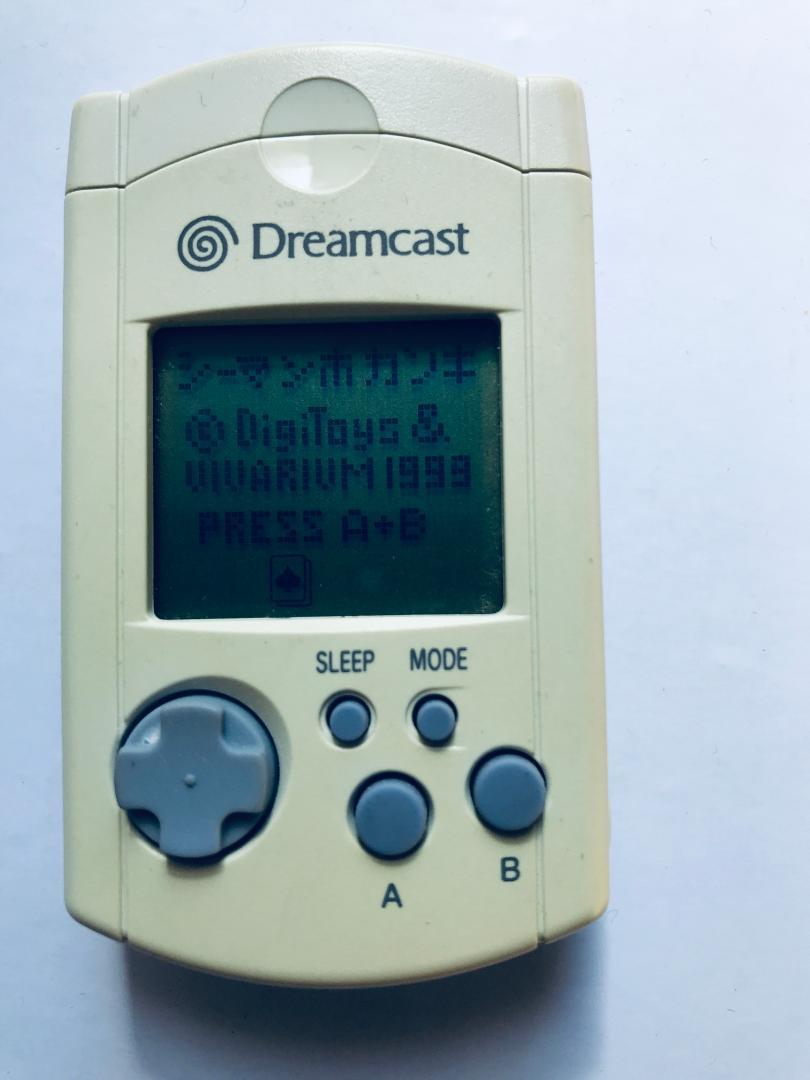 Dreamcast
シーマンホカンキ
© DigiToys &
VIVARIUM 1999
PRESS A+B
SLEEP MODE
A B